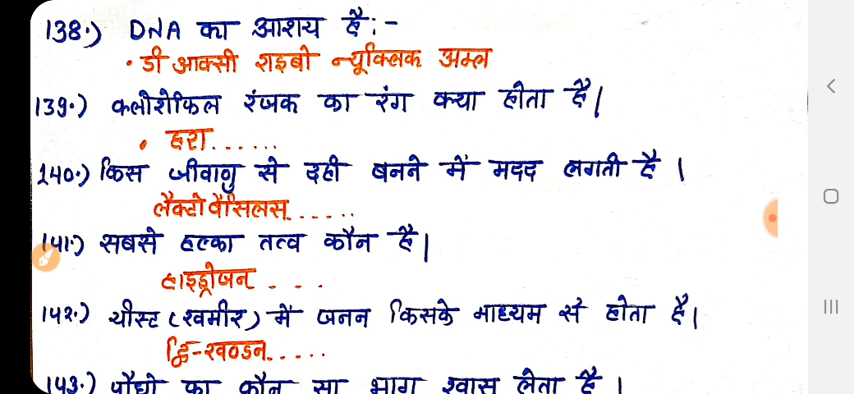 138.) DNA का आशय है:-
• डी आक्सी राइबो न्यूक्लिक अम्ल
139.) क्लोरोफिल रंजक का रंग क्या होता है।
• हरा......
140.) किस जीवाणु से दही बनने में मदद लगती है।
लैक्टोवैसिलस.....
141.) सबसे हल्का तत्व कौन है।
हाइड्रोजन....
142.) यीस्ट (खमीर) में जनन किसके माध्यम से होता है।
द्वि-खण्डन.....
143.) पौधो का कौन सा भाग श्वास लेता है।